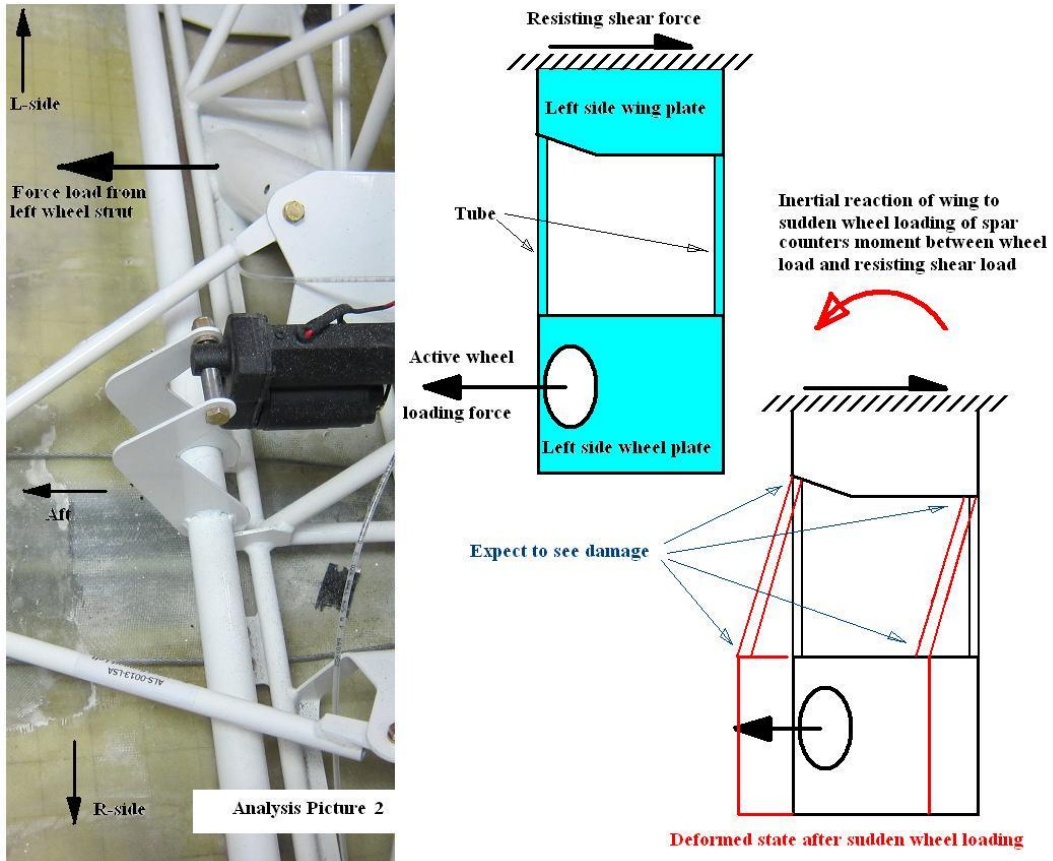 L-side
Force load from
left wheel strut
Aft
ALS-0013-LSA
R-side
Analysis Picture 2
Resisting shear force
Left side wing plate
Tube
Inertial reaction of wing to
sudden wheel loading of spar
counters moment between wheel
load and resisting shear load
Active wheel
loading force
Left side wheel plate
Expect to see damage
Deformed state after sudden wheel loading